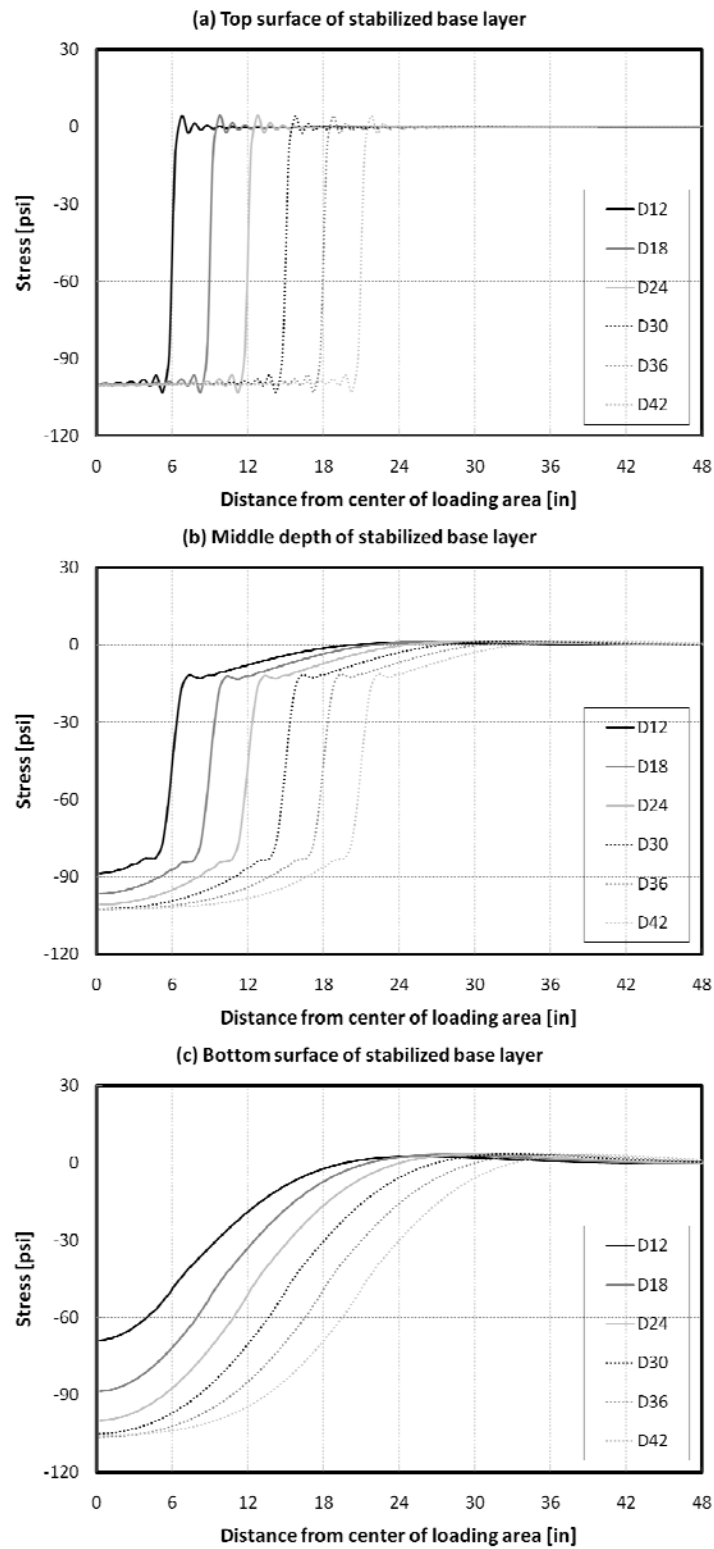 (a) Top surface of stabilized base layer
30
0
-30
-60
-90
-120
Stress [psi]
D12
D18
D24
D30
D36
D42
0 6 12 18 24 30 36 42 48
Distance from center of loading area [in]
(b) Middle depth of stabilized base layer
30
0
-30
-60
-90
-120
Stress [psi]
D12
D18
D24
D30
D36
D42
0 6 12 18 24 30 36 42 48
Distance from center of loading area [in]
(c) Bottom surface of stabilized base layer
30
0
-30
-60
-90
-120
Stress [psi]
D12
D18
D24
D30
D36
D42
0 6 12 18 24 30 36 42 48
Distance from center of loading area [in]